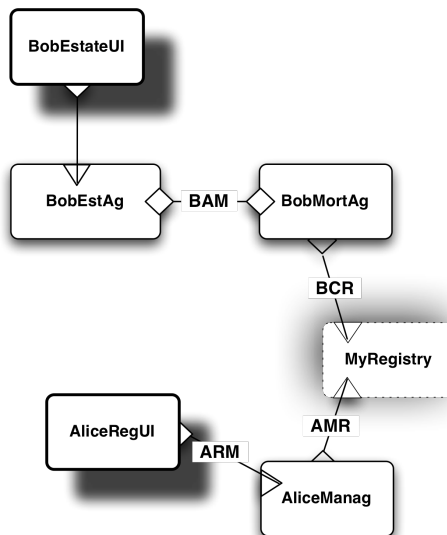 BobEstateUI
BobEstAg
BAM
BobMortAg
BCR
MyRegistry
AliceRegUI
ARM
AMR
AliceManag